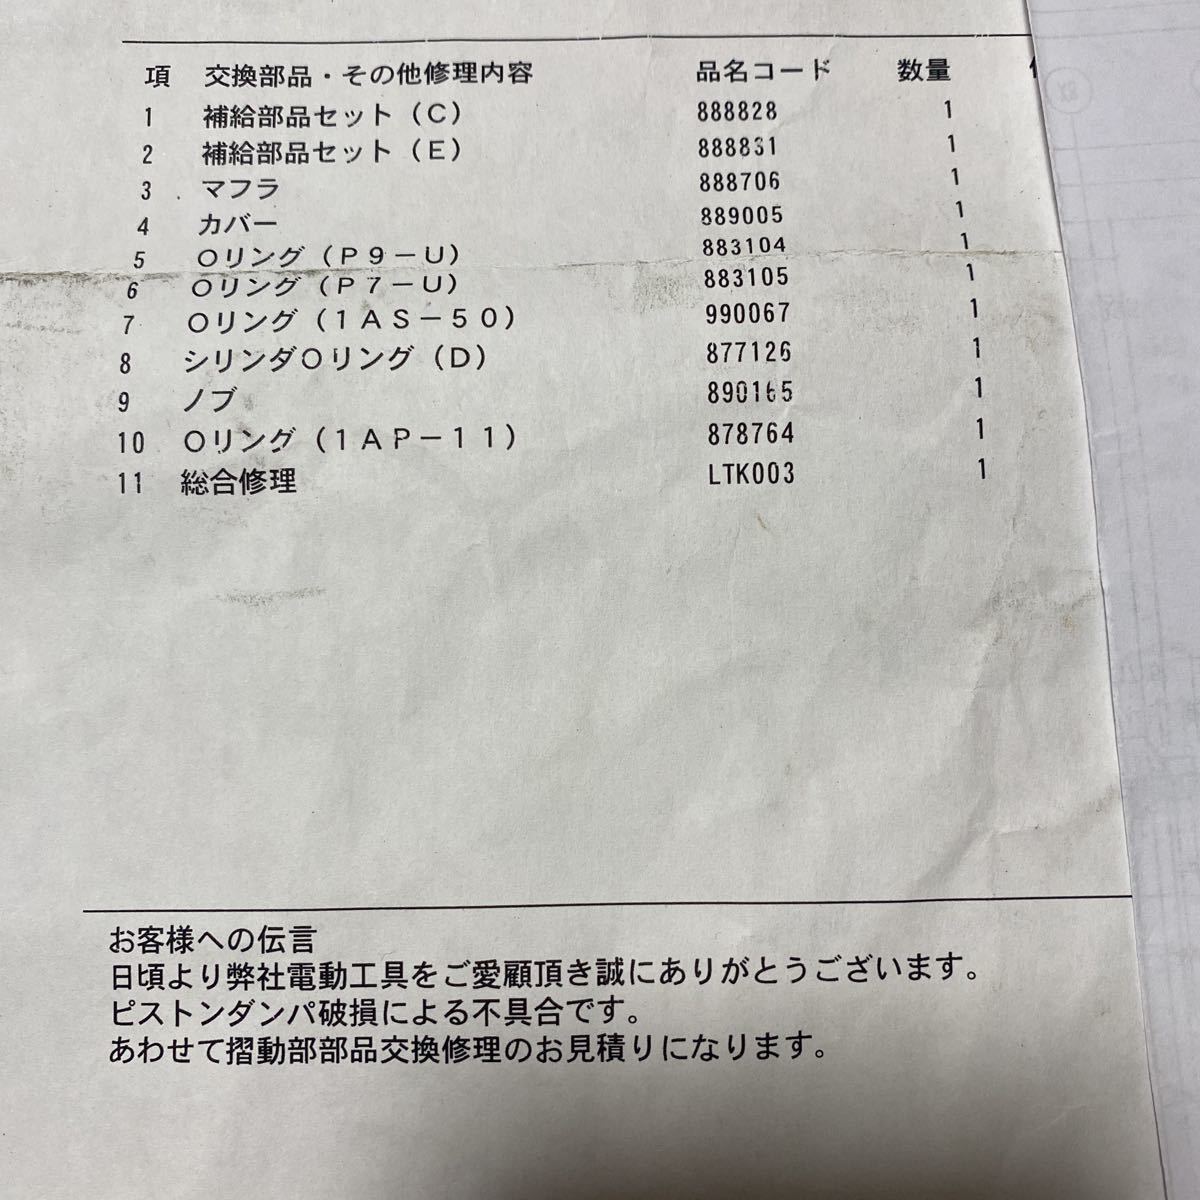 項 交換部品・その他修理内容 品名コード 数量
1 補給部品セット（C） 888828 1
2 補給部品セット（E） 888831 1
3 マフラ 888706 1
4 カバー 889005 1
5 Oリング（P9－U） 883104 1
6 Oリング（P7－U） 883105 1
7 Oリング（1AS－50） 990067 1
8 シリンダOリング（D） 877126 1
9 ノブ 890165 1
10 Oリング（1AP－11） 878764 1
11 総合修理 LTK003 1
お客様への伝言
日頃より弊社電動工具をご愛顧頂き誠にありがとうございます。
ピストンダンパ破損による不具合です。
あわせて摺動部部品交換修理のお見積りになります。